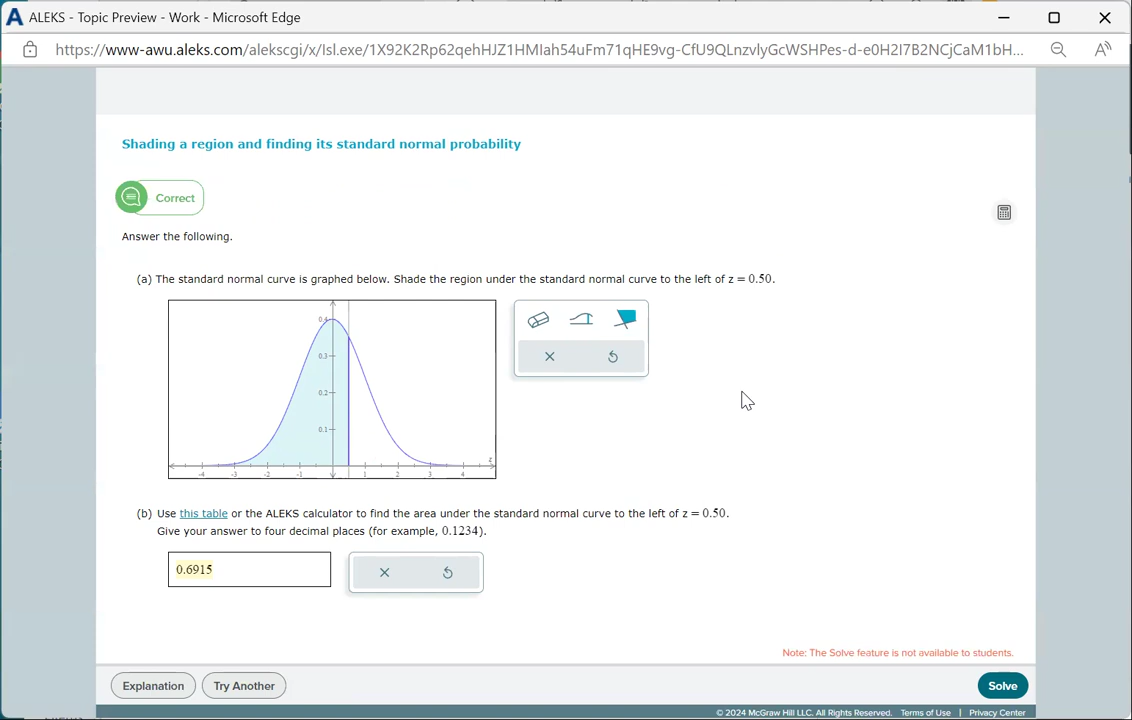 ALEKS - Topic Preview - Work - Microsoft Edge
https://www-awu.aleks.com/alekscgi/x/Isl.exe/1X92K2Rp62qehHJZ1HMIah54uFm71qHE9vg-CfU9QLnzvlyGcWSHPes-d-e0H2I7B2NCjCaM1bH...
Shading a region and finding its standard normal probability
Correct
Answer the following.
(a) The standard normal curve is graphed below. Shade the region under the standard normal curve to the left of z = 0.50.
0.4
0.3
0.2
0.1
z
-4 -3 -2 -1 1 2 3 4
(b) Use this table or the ALEKS calculator to find the area under the standard normal curve to the left of z = 0.50.
Give your answer to four decimal places (for example, 0.1234).
0.6915
Note: The Solve feature is not available to students.
Explanation Try Another Solve
© 2024 McGraw Hill LLC. All Rights Reserved. Terms of Use | Privacy Center